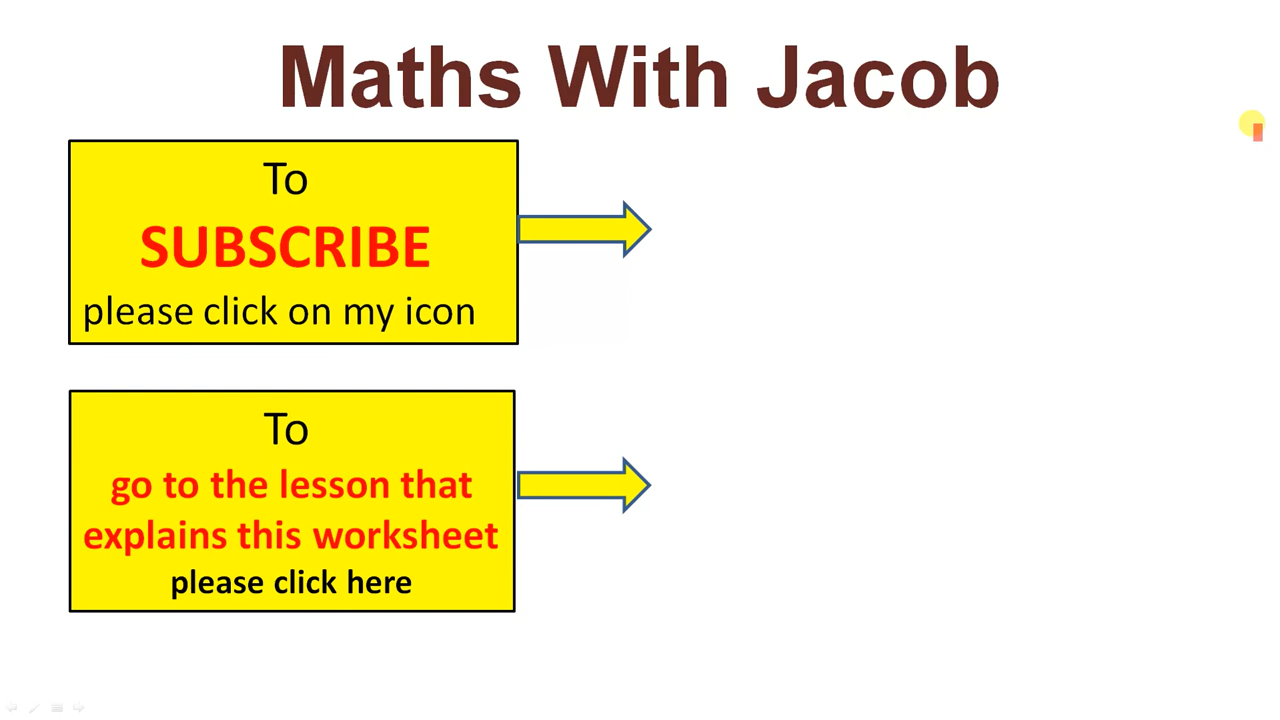 Maths With Jacob
To
SUBSCRIBE
please click on my icon
To
go to the lesson that
explains this worksheet
please click here